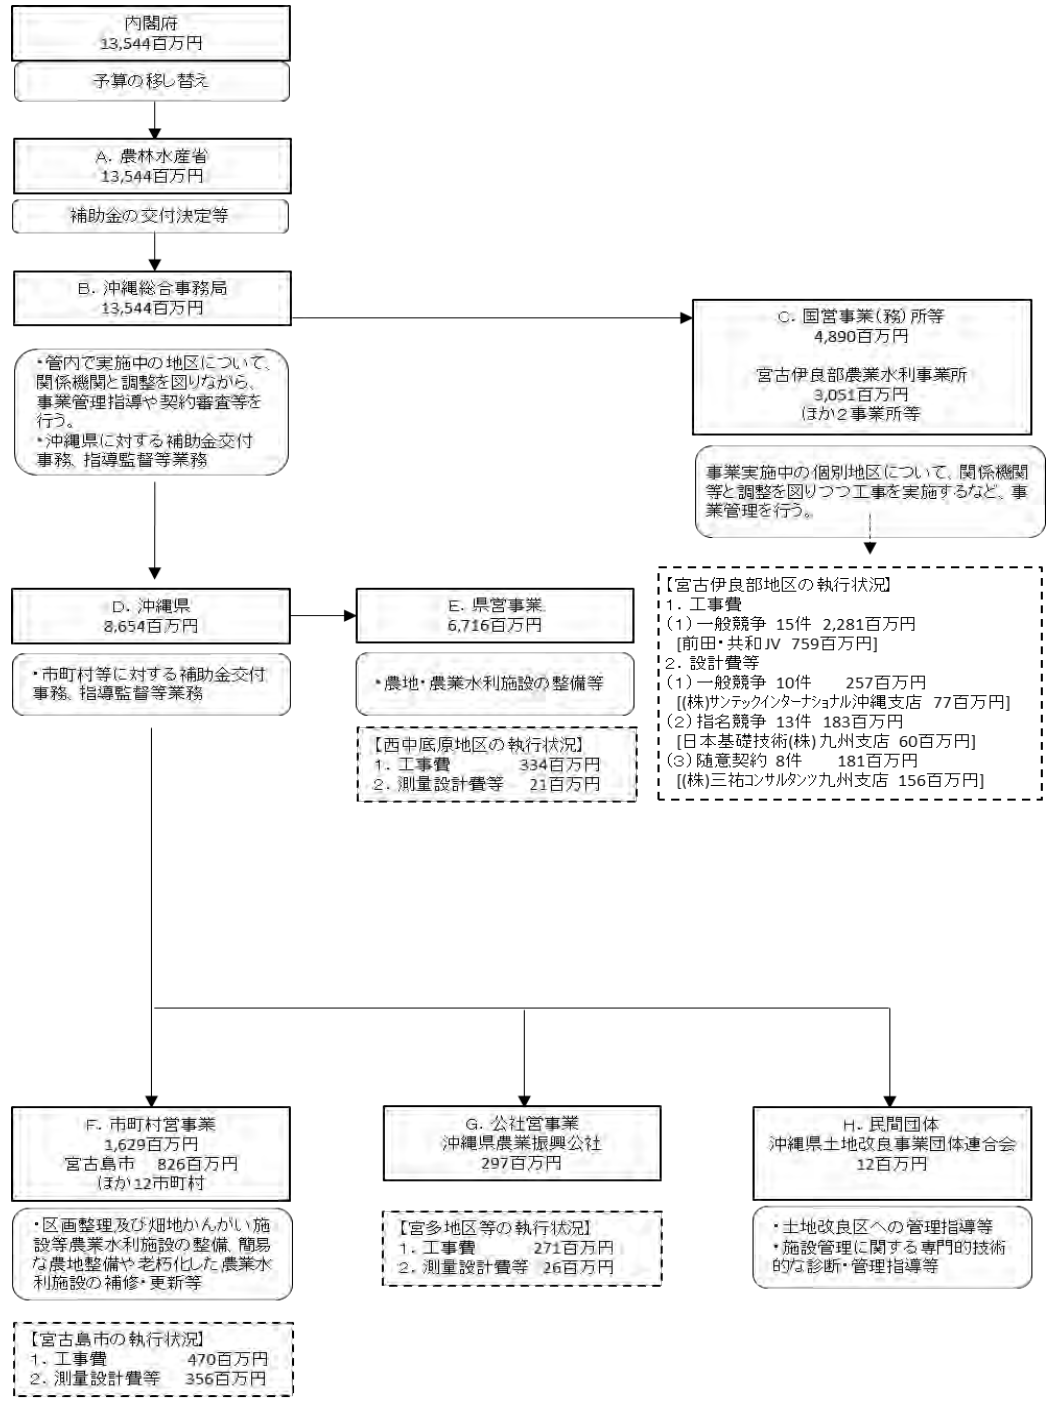 内閣府
13,544百万円
予算の移し替え
A．農林水産省
13,544百万円
補助金の交付決定等
B．沖縄総合事務局
13,544百万円
・管内で実施中の地区について、
関係機関と調整を図りながら、
事業管理指導や契約審査等を
行う。
・沖縄県に対する補助金交付
事務、指導監督等業務
C．国営事業(務)所等
4,890百万円
宮古伊良部農業水利事業所
3,051百万円
ほか２事業所等
事業実施中の個別地区について、関係機関
等と調整を図りつつ工事を実施するなど、事
業管理を行う。
【宮古伊良部地区の執行状況】
１．工事費
（１）一般競争 15件 2,281百万円
[前田・共和JV 759百万円]
２．設計費等
（１）一般競争 10件 257百万円
[(株)サンテックインターナショナル沖縄支店 77百万円]
（２）指名競争 13件 183百万円
[日本基礎技術(株)九州支店 60百万円]
（３）随意契約 8件 181百万円
[(株)三祐コンサルタンツ九州支店 156百万円]
D．沖縄県
8,654百万円
・市町村等に対する補助金交付
事務、指導監督等業務
E．県営事業
6,716百万円
・農地・農業水利施設の整備等
【西中底原地区の執行状況】
１．工事費 334百万円
２．測量設計費等 21百万円
F．市町村営事業
1,629百万円
宮古島市 826百万円
ほか12市町村
・区画整理及び畑地かんがい施
設等農業水利施設の整備、簡易
な農地整備や老朽化した農業水
利施設の補修・更新等
【宮古島市の執行状況】
１．工事費 470百万円
２．測量設計費等 356百万円
G．公社営事業
沖縄県農業振興公社
297百万円
【宮多地区等の執行状況】
１．工事費 271百万円
２．測量設計費等 26百万円
H．民間団体
沖縄県土地改良事業団体連合会
12百万円
・土地改良区への管理指導等
・施設管理に関する専門的技術
的な診断・管理指導等